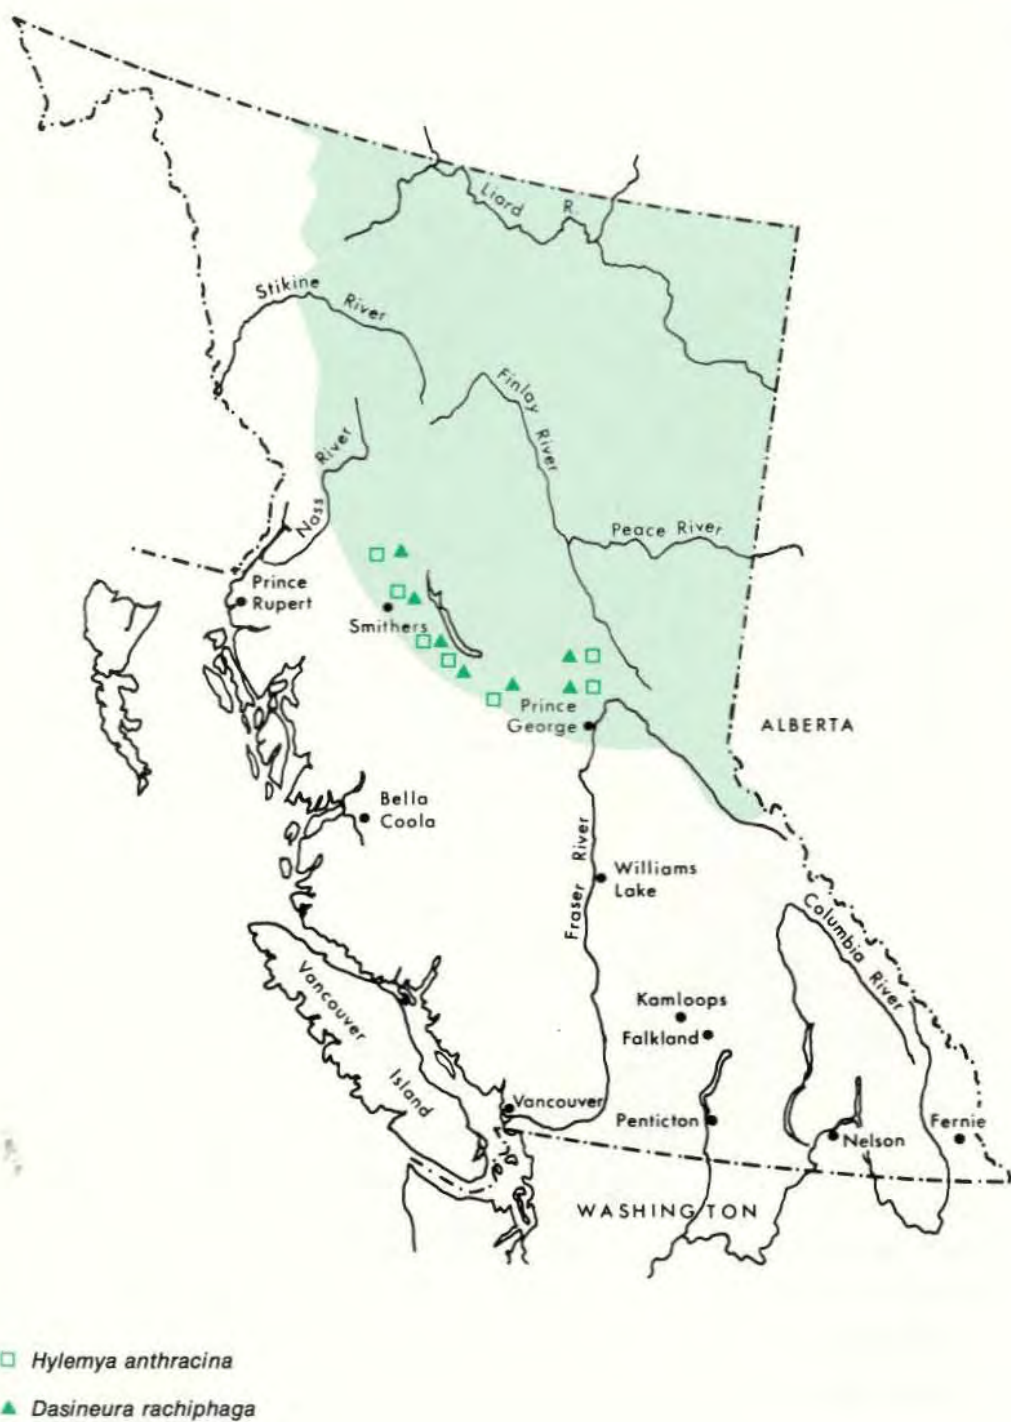 Liard R.
Stikine River
Finlay River
Nass River
Peace River
Prince
Rupert
Smithers
Prince
George
ALBERTA
Bella
Coola
Fraser River
Williams
Lake
Columbia River
Vancouver Island
Kamloops
Falkland
Vancouver
Penticton
Nelson
Fernie
WASHINGTON
Hylemya anthracina
Dasineura rachiphaga